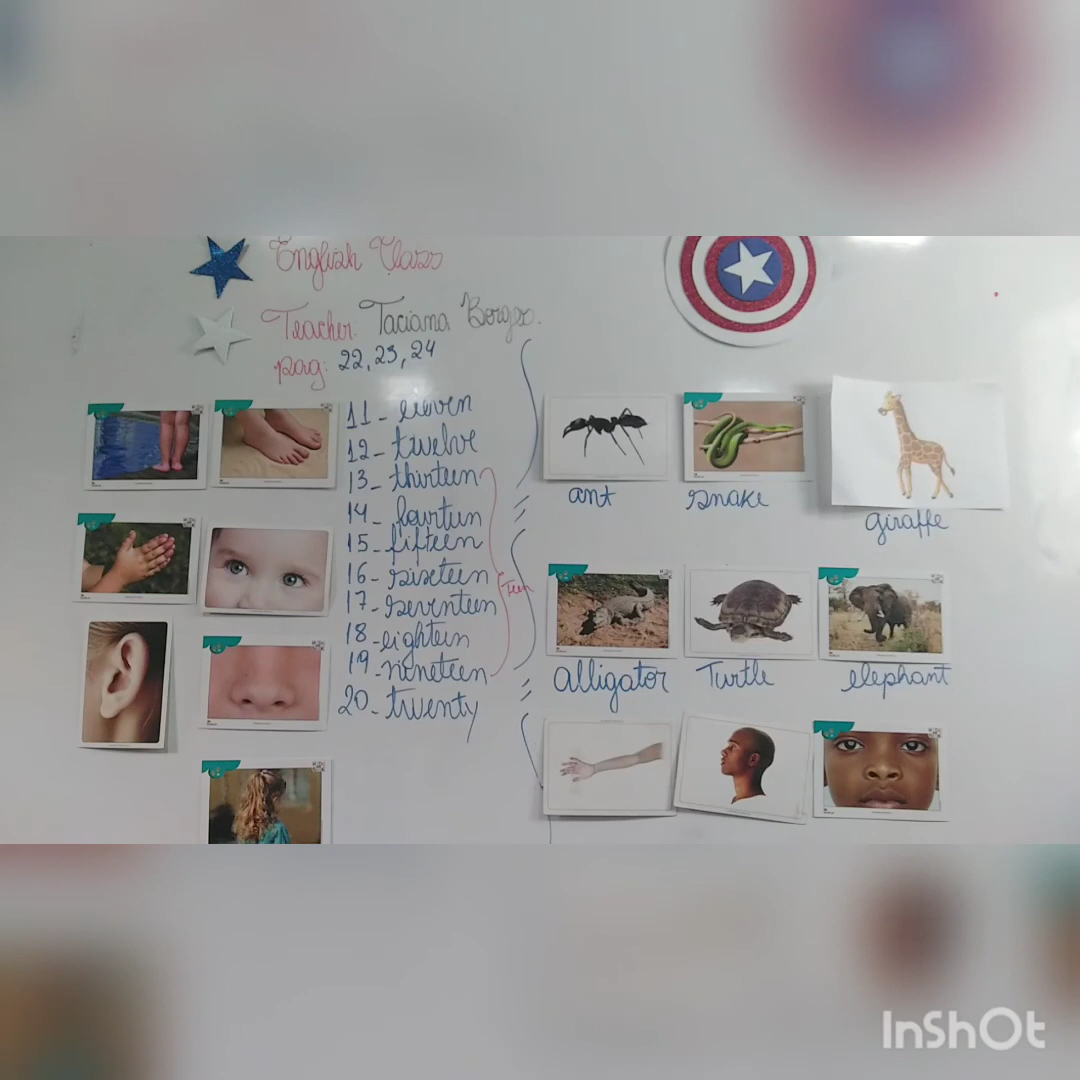 English Class
Teacher: Taciana Borges.
pag: 22, 23, 24
11 - eleven
12 - twelve
13 - thirteen
14 - fourteen
15 - fifteen
16 - sixteen
17 - seventeen
18 - eighteen
19 - nineteen
20 - twenty
Teen
ant
snake
giraffe
alligator
Turtle
elephant
InShOt